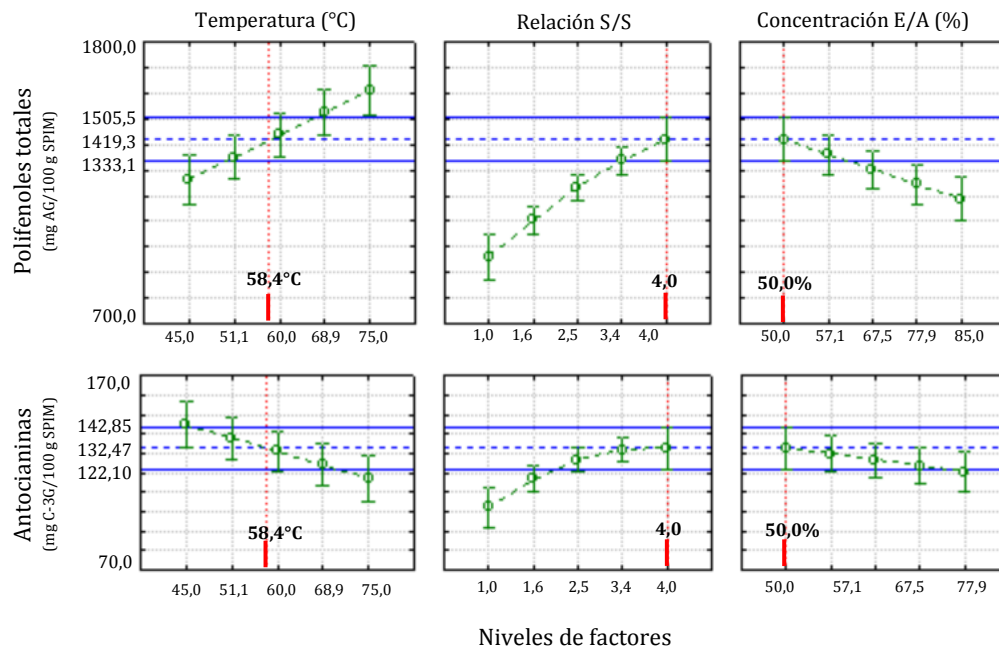 Temperatura (°C) Relación S/S Concentración E/A (%)
Polifenoles totales
(mg AG/100 g SPIM)
1800,0
1505,5
1419,3
1333,1
700,0
58,4°C 4,0 50,0%
45,0 51,1 60,0 68,9 75,0 1,0 1,6 2,5 3,4 4,0 50,0 57,1 67,5 77,9 85,0
Antocianinas
(mg C-3G/100 g SPIM)
170,0
142,85
132,47
122,10
70,0
58,4°C 4,0 50,0%
45,0 51,1 60,0 68,9 75,0 1,0 1,6 2,5 3,4 4,0 50,0 57,1 67,5 77,9
Niveles de factores